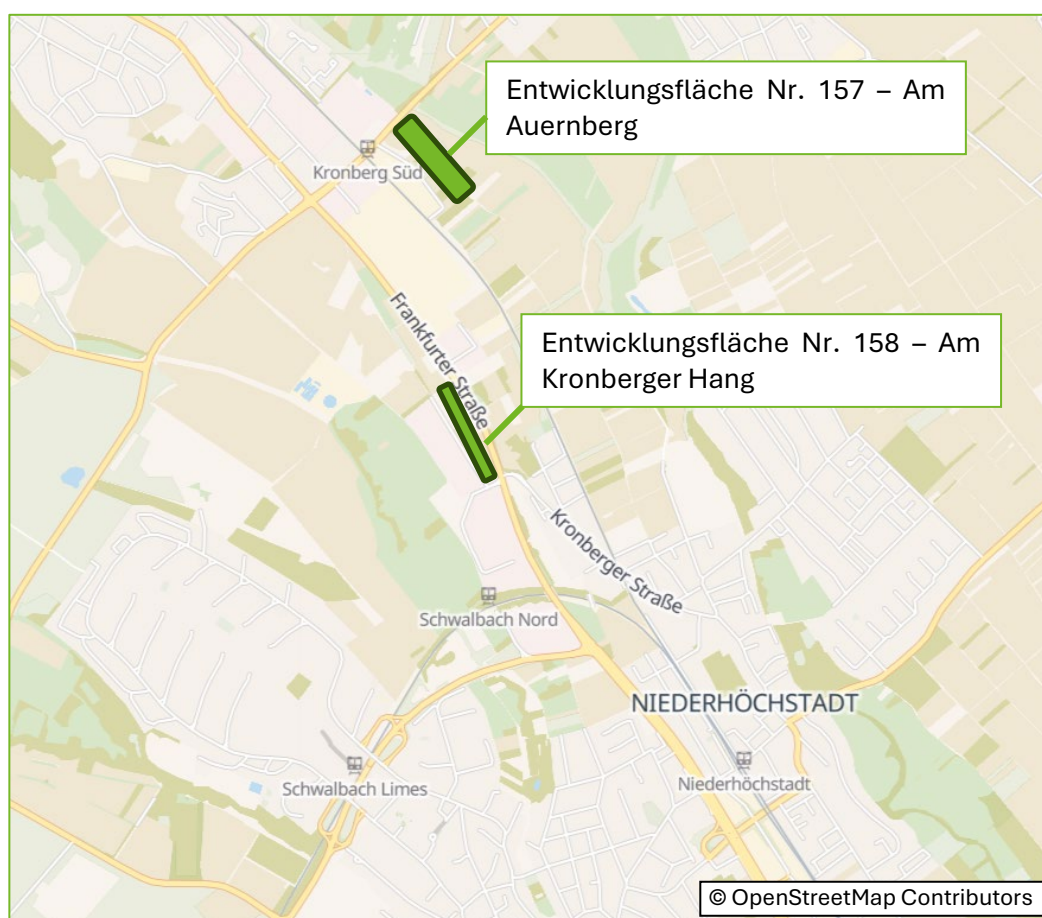 Entwicklungsfläche Nr. 157 – Am
Auernberg
Kronberg Süd
Frankfurter Straße
Entwicklungsfläche Nr. 158 – Am
Kronberger Hang
Kronberger Straße
Schwalbach Nord
NIEDERHÖCHSTADT
Schwalbach Limes
Niederhöchstadt
© OpenStreetMap Contributors